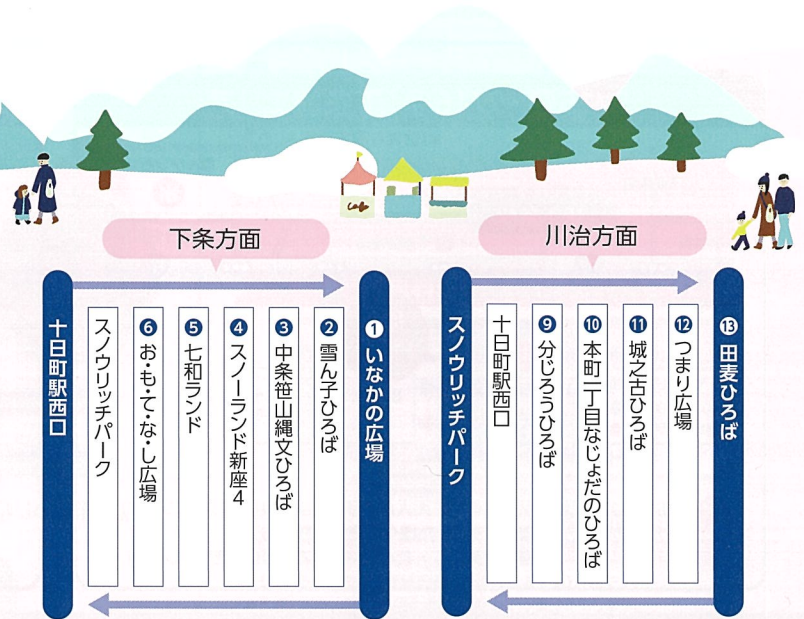 下条方面
十日町駅西口
スノウリッチパーク
❻ お・も・て・な・し広場
❺ 七和ランド
❹ スノーランド新座4
❸ 中条笹山縄文ひろば
❷ 雪ん子ひろば
❶ いなかの広場
川治方面
スノウリッチパーク
十日町駅西口
❾ 分じろうひろば
❿ 本町一丁目なじょだのひろば
⓫ 城之古ひろば
⓬ つまり広場
⓭ 田麦ひろば